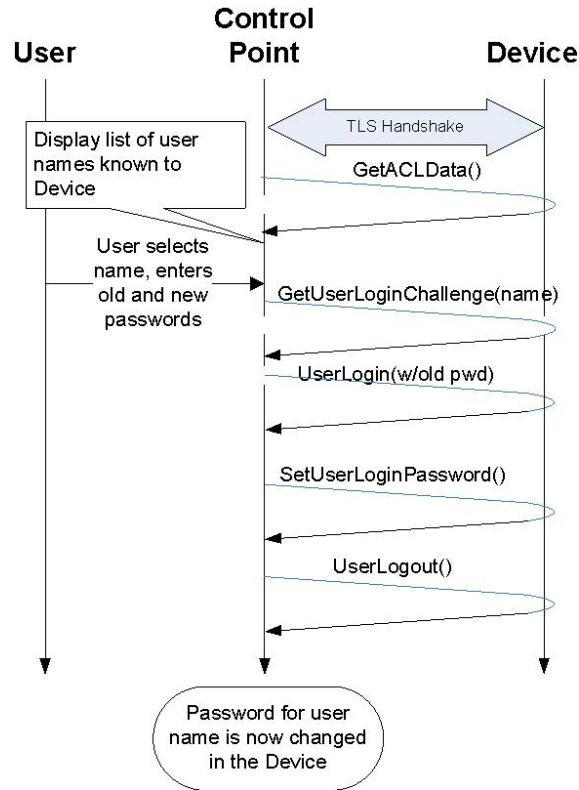 User
Control
Point
Device
TLS Handshake
Display list of user
names known to
Device
GetACLData()
User selects
name, enters
old and new
passwords
GetUserLoginChallenge(name)
UserLogin(w/old pwd)
SetUserLoginPassword()
UserLogout()
Password for user
name is now changed
in the Device